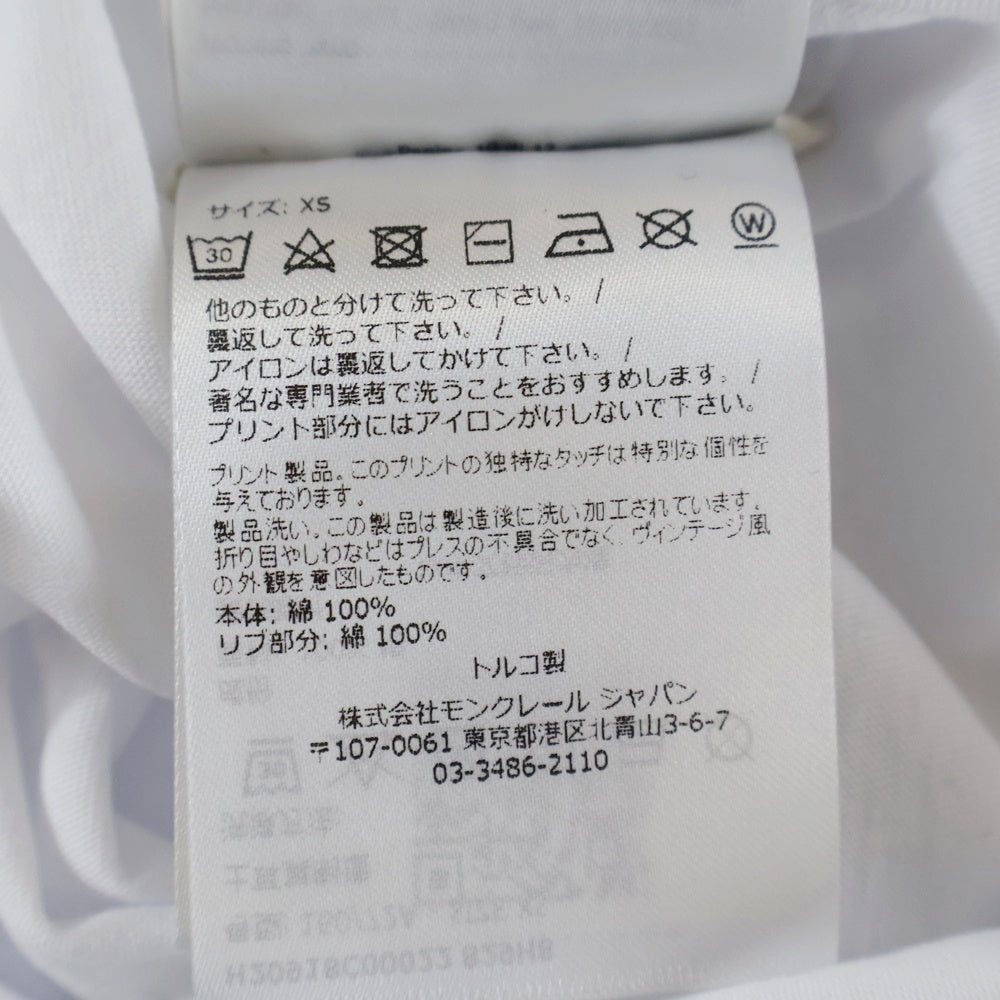 サイズ: XS
30
W
他のものと分けて洗って下さい。 /
裏返して洗って下さい。 /
アイロンは裏返してかけて下さい。 /
著名な専門業者で洗うことをおすすめします。 /
プリント部分にはアイロンがけしないで下さい。
プリント製品。このプリントの独特なタッチは特別な個性を
与えております。
製品洗い。この製品は製造後に洗い加工されています。
折り目やしわなどはプレスの不具合でなく、ヴィンテージ風
の外観を意図したものです。
本体: 綿 100%
リブ部分: 綿 100%
トルコ製
株式会社モンクレール ジャパン
〒107-0061 東京都港区北青山3-6-7
03-3486-2110